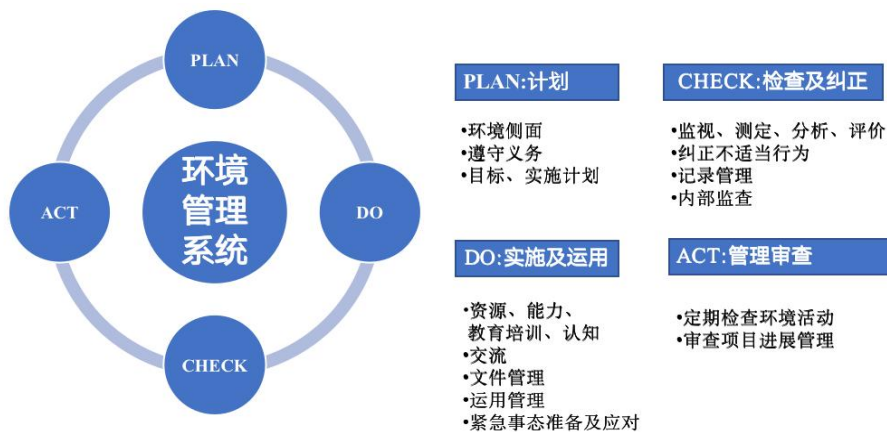 PLAN
ACT
环境
管理
系统
DO
CHECK
PLAN:计划
•环境侧面
•遵守义务
•目标、实施计划
CHECK:检查及纠正
•监视、测定、分析、评价
•纠正不适当行为
•记录管理
•内部监查
DO:实施及运用
•资源、能力、
教育培训、认知
•交流
•文件管理
•运用管理
•紧急事态准备及应对
ACT:管理审查
•定期检查环境活动
•审查项目进展管理